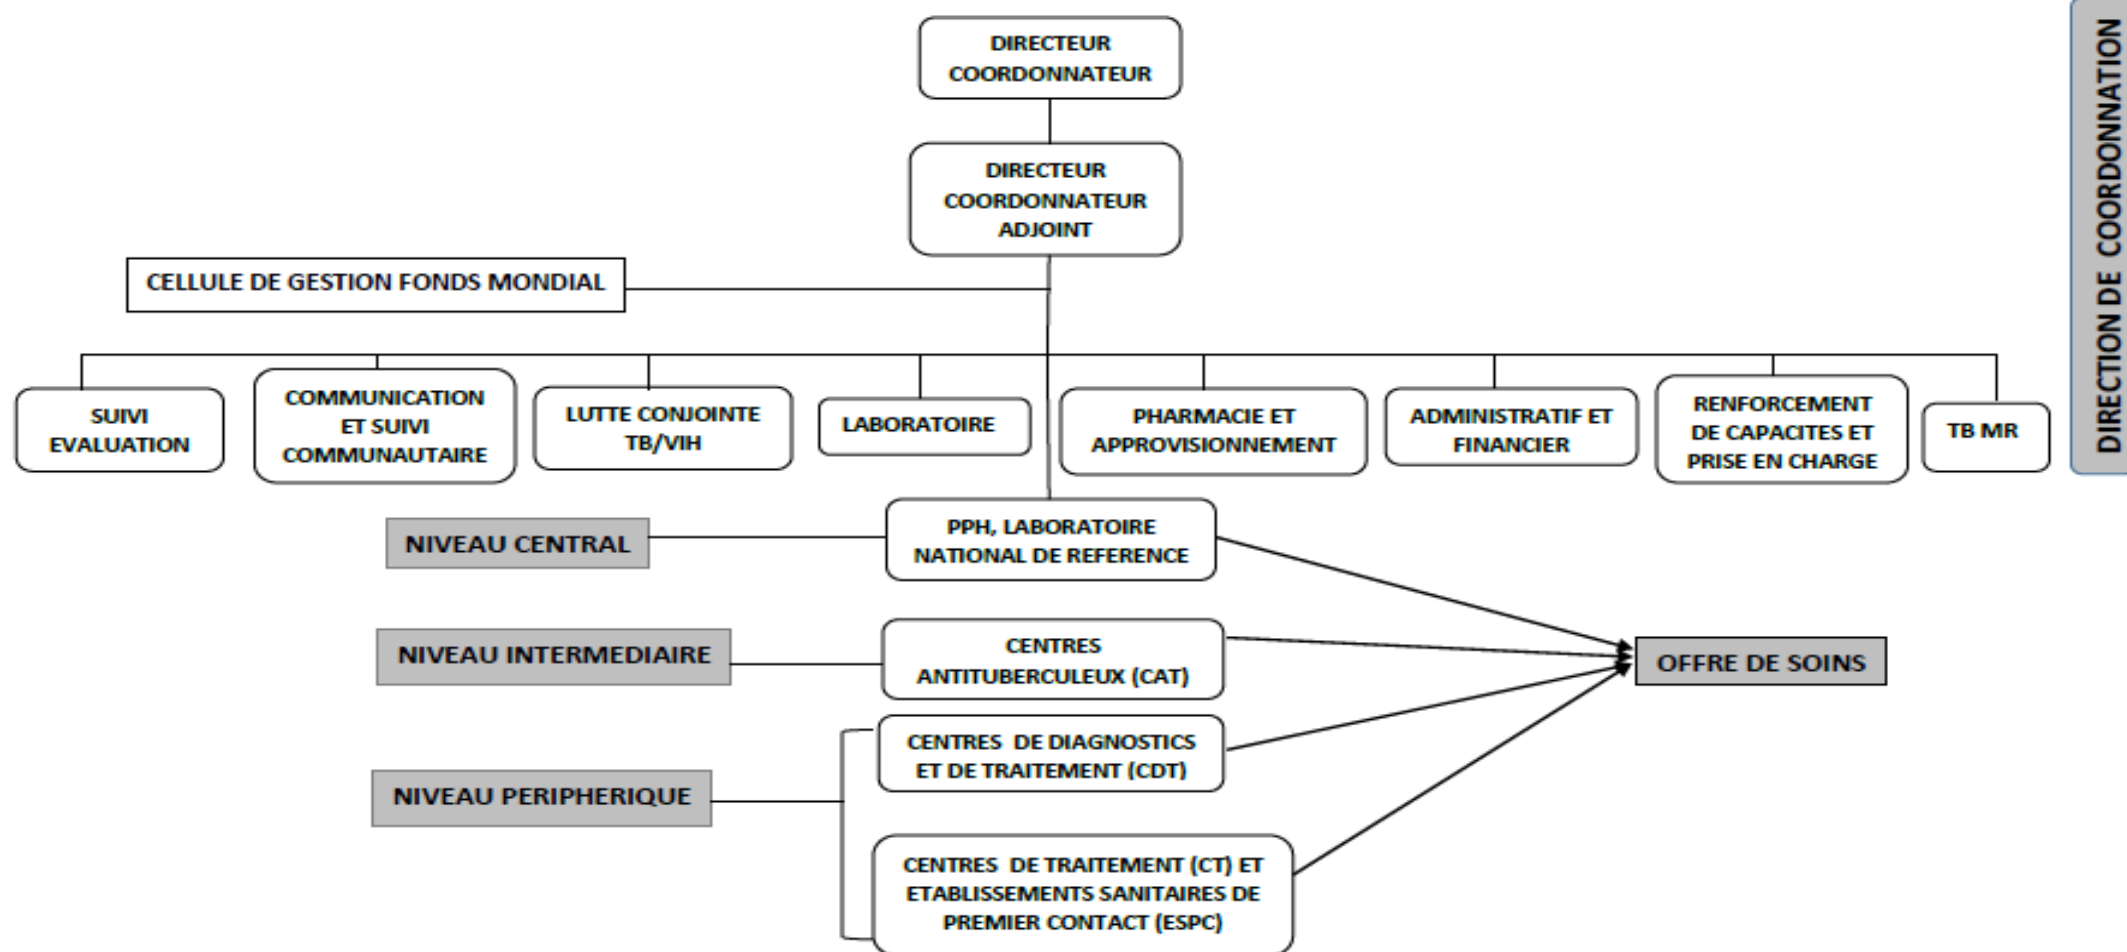 DIRECTEUR
COORDONNATEUR
DIRECTEUR
COORDONNATEUR
ADJOINT
CELLULE DE GESTION FONDS MONDIAL
SUIVI
EVALUATION
COMMUNICATION
ET SUIVI
COMMUNAUTAIRE
LUTTE CONJOINTE
TB/VIH
LABORATOIRE
PHARMACIE ET
APPROVISIONNEMENT
ADMINISTRATIF ET
FINANCIER
RENFORCEMENT
DE CAPACITES ET
PRISE EN CHARGE
TB MR
DIRECTION DE COORDONNATION
NIVEAU CENTRAL
PPH, LABORATOIRE
NATIONAL DE REFERENCE
NIVEAU INTERMEDIAIRE
CENTRES
ANTITUBERCULEUX (CAT)
OFFRE DE SOINS
NIVEAU PERIPHERIQUE
CENTRES DE DIAGNOSTICS
ET DE TRAITEMENT (CDT)
CENTRES DE TRAITEMENT (CT) ET
ETABLISSEMENTS SANITAIRES DE
PREMIER CONTACT (ESPC)